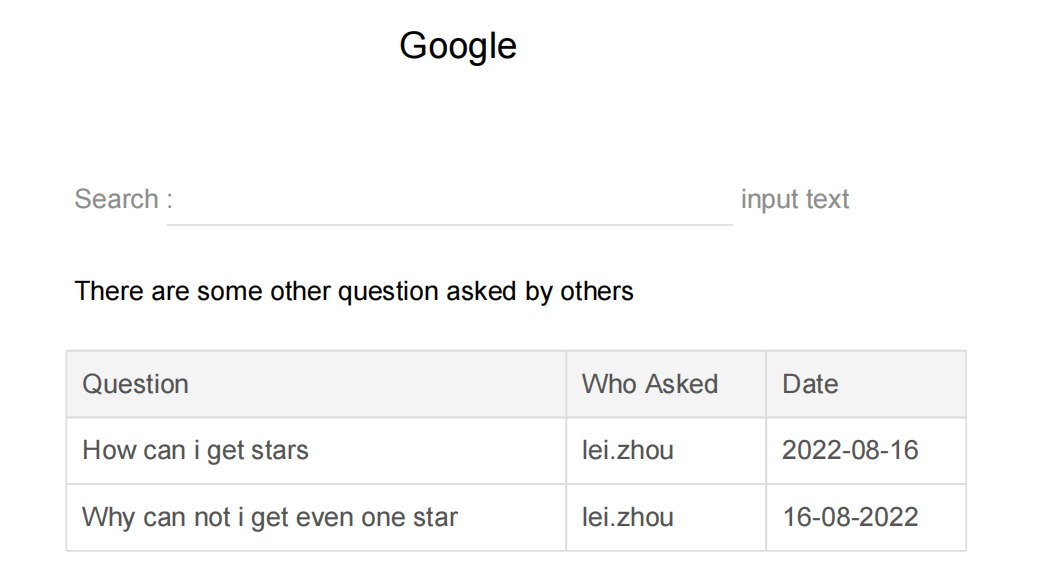 Google
Search : input text
There are some other question asked by others
Question Who Asked Date
How can i get stars lei.zhou 2022-08-16
Why can not i get even one star lei.zhou 16-08-2022